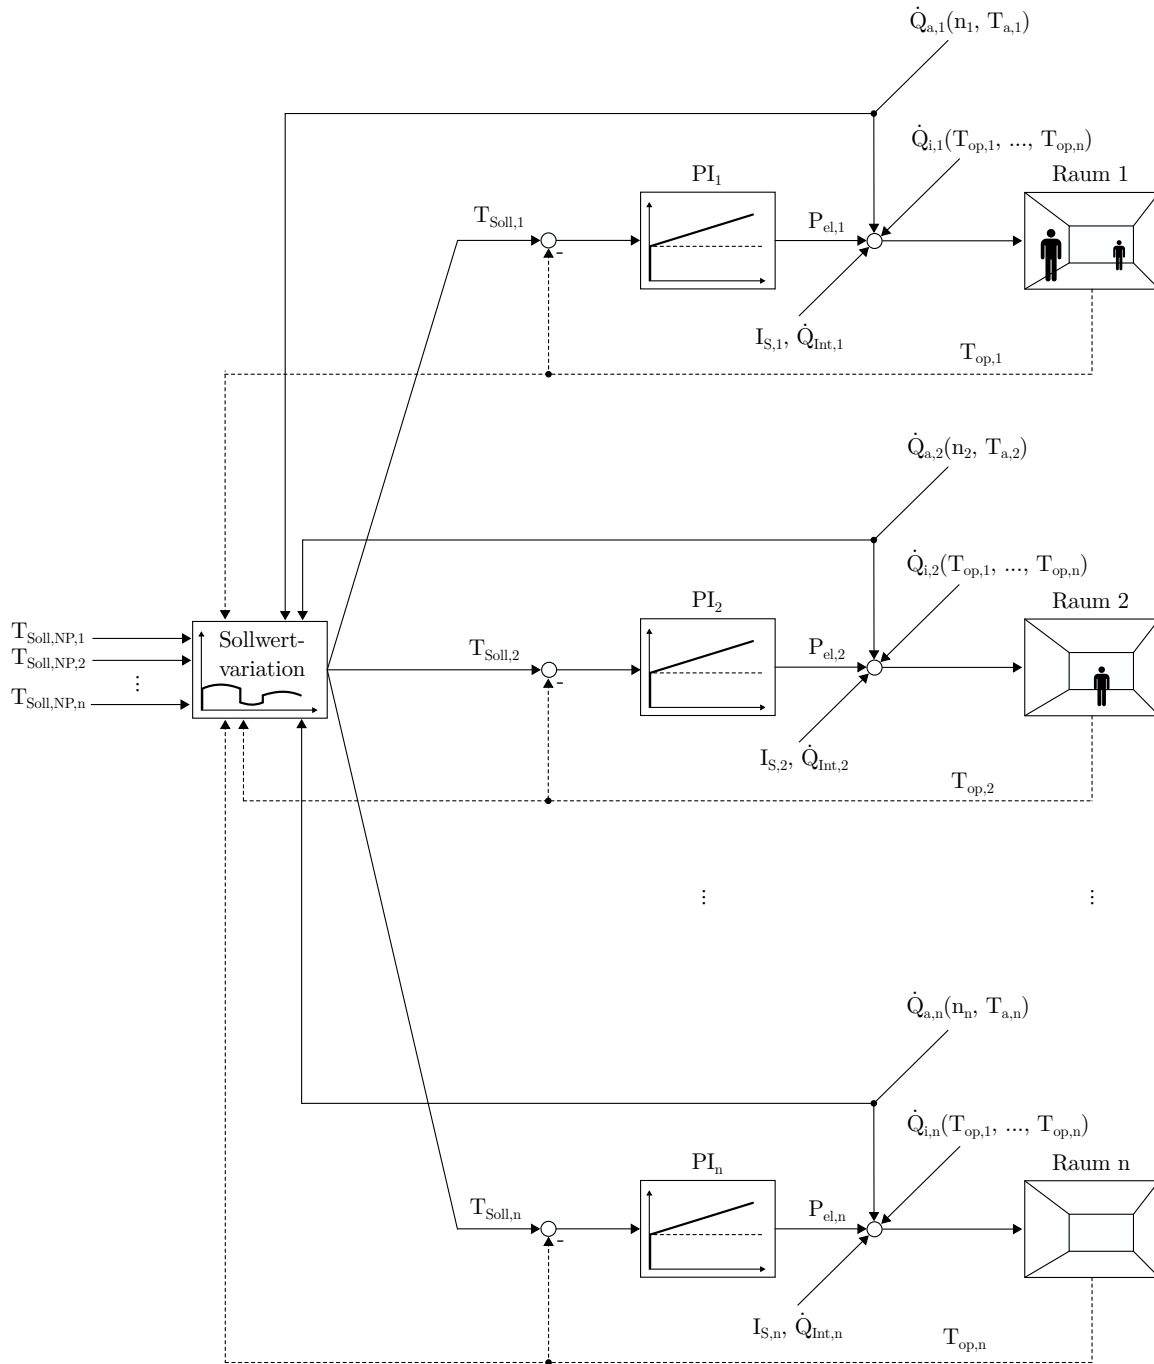 Q̇a,1(n1, Ta,1)
Q̇i,1(Top,1, ..., Top,n)
PI1
Raum 1
TSoll,1
Pel,1
-
IS,1, Q̇Int,1
Top,1
Q̇a,2(n2, Ta,2)
Q̇i,2(Top,1, ..., Top,n)
PI2
Raum 2
TSoll,NP,1
TSoll,NP,2
⋮
TSoll,NP,n
Sollwert-
variation
TSoll,2
Pel,2
-
IS,2, Q̇Int,2
Top,2
⋮
⋮
Q̇a,n(nn, Ta,n)
Q̇i,n(Top,1, ..., Top,n)
PIn
Raum n
TSoll,n
Pel,n
-
IS,n, Q̇Int,n
Top,n